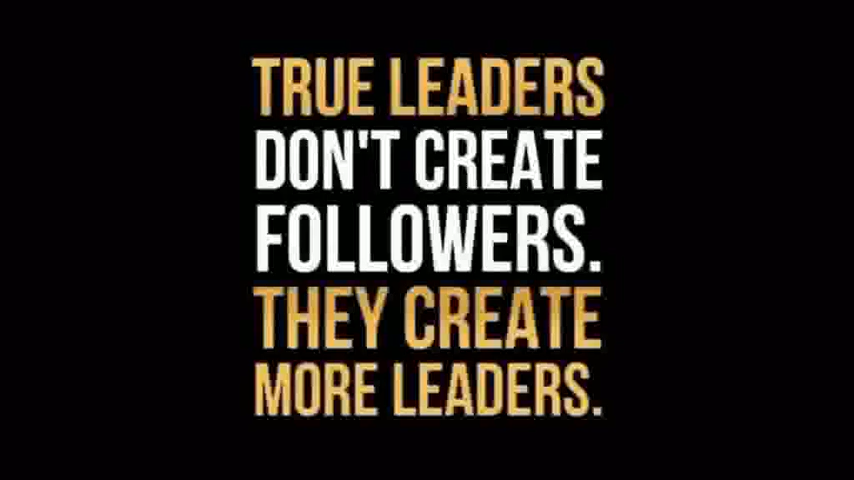 TRUE LEADERS
DON'T CREATE
FOLLOWERS.
THEY CREATE
MORE LEADERS.